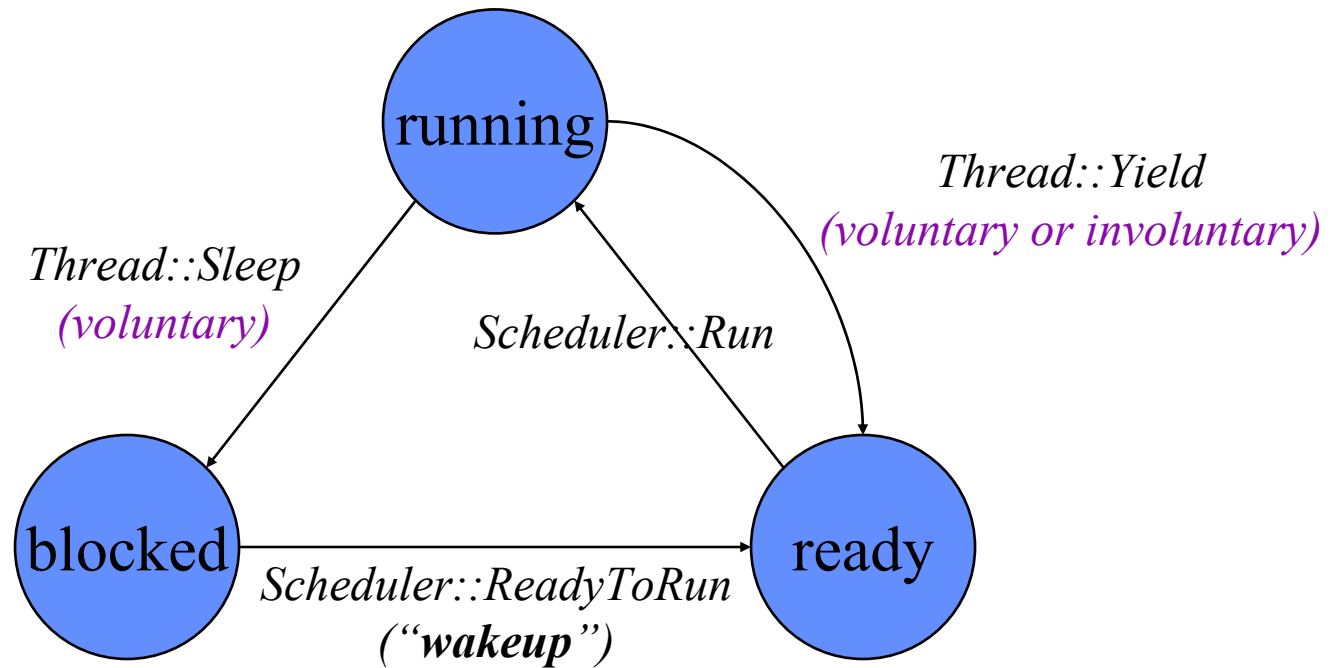 running
Thread::Yield
(voluntary or involuntary)
Thread::Sleep
(voluntary)
Scheduler::Run
blocked
ready
Scheduler::ReadyToRun
(“wakeup”)